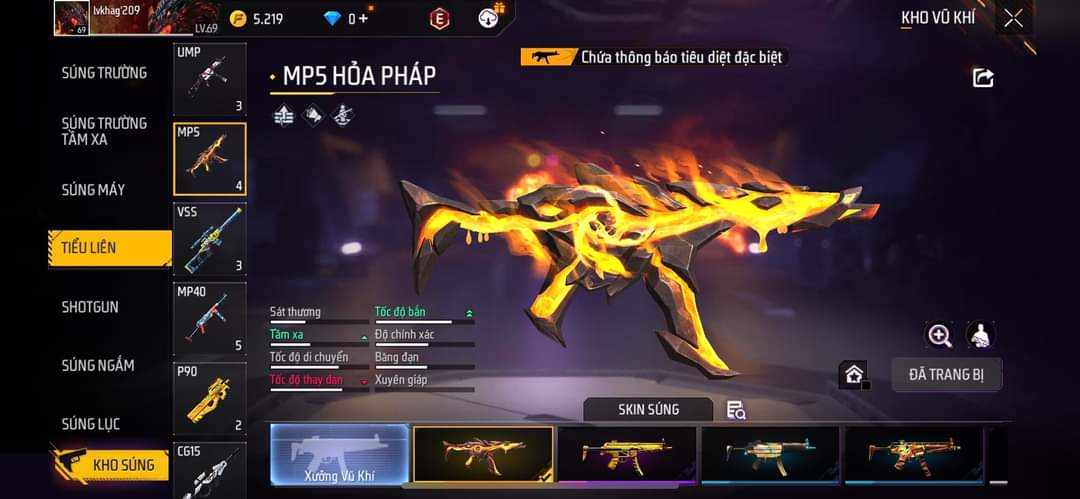 lvkhag'209
69
LV.69
F
5.219
0 +
E
KHO VŨ KHÍ
SÚNG TRƯỜNG
SÚNG TRƯỜNG
TẦM XA
SÚNG MÁY
TIỂU LIÊN
SHOTGUN
SÚNG NGẮM
SÚNG LỤC
KHO SÚNG
UMP
3
MP5
4
VSS
3
MP40
5
P90
2
CG15
MP5 HỎA PHÁP
Chứa thông báo tiêu diệt đặc biệt
Sát thương
Tốc độ bắn
Tầm xa
Độ chính xác
Tốc độ di chuyển
Băng đạn
Tốc độ thay đạn
Xuyên giáp
ĐÃ TRANG BỊ
SKIN SÚNG
Xưởng Vũ Khí